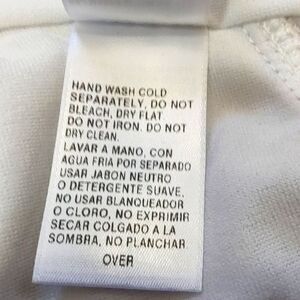 HAND WASH COLD
SEPARATELY, DO NOT
BLEACH, DRY FLAT
DO NOT IRON. DO NOT
DRY CLEAN.
LAVAR A MANO, CON
AGUA FRIA POR SEPARADO
USAR JABON NEUTRO
O DETERGENTE SUAVE.
NO USAR BLANQUEADOR
O CLORO, NO EXPRIMIR
SECAR COLGADO A LA
SOMBRA, NO PLANCHAR
OVER